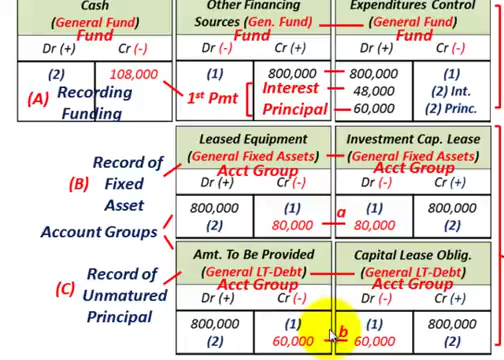 Cash
(General Fund)
Fund
Dr (+) Cr (-)
(2) 108,000
(A) Recording
Funding
Other Financing
Sources (Gen. Fund)
Fund
Dr (-) Cr (+)
(1) 800,000
1st Pmt
Interest
Principal
Expenditures Control
(General Fund)
Fund
Dr (+) Cr (-)
800,000 (1)
48,000 (2) Int.
60,000 (2) Princ.
(B)
Record of
Fixed
Asset
Account Groups
Leased Equipment
(General Fixed Assets)
Acct Group
Dr (+) Cr (-)
800,000 (1)
(2) 80,000
a
Investment Cap. Lease
(General Fixed Assets)
Acct Group
Dr (-) Cr (+)
(1) 800,000
80,000 (2)
(C)
Record of
Unmatured
Principal
Amt. To be Provided
(General LT-Debt)
Acct Group
Dr (+) Cr (-)
800,000 (1)
(2) 60,000
b
Capital Lease Oblig.
(General LT-Debt)
Acct Group
Dr (-) Cr (+)
(1) 800,000
60,000 (2)